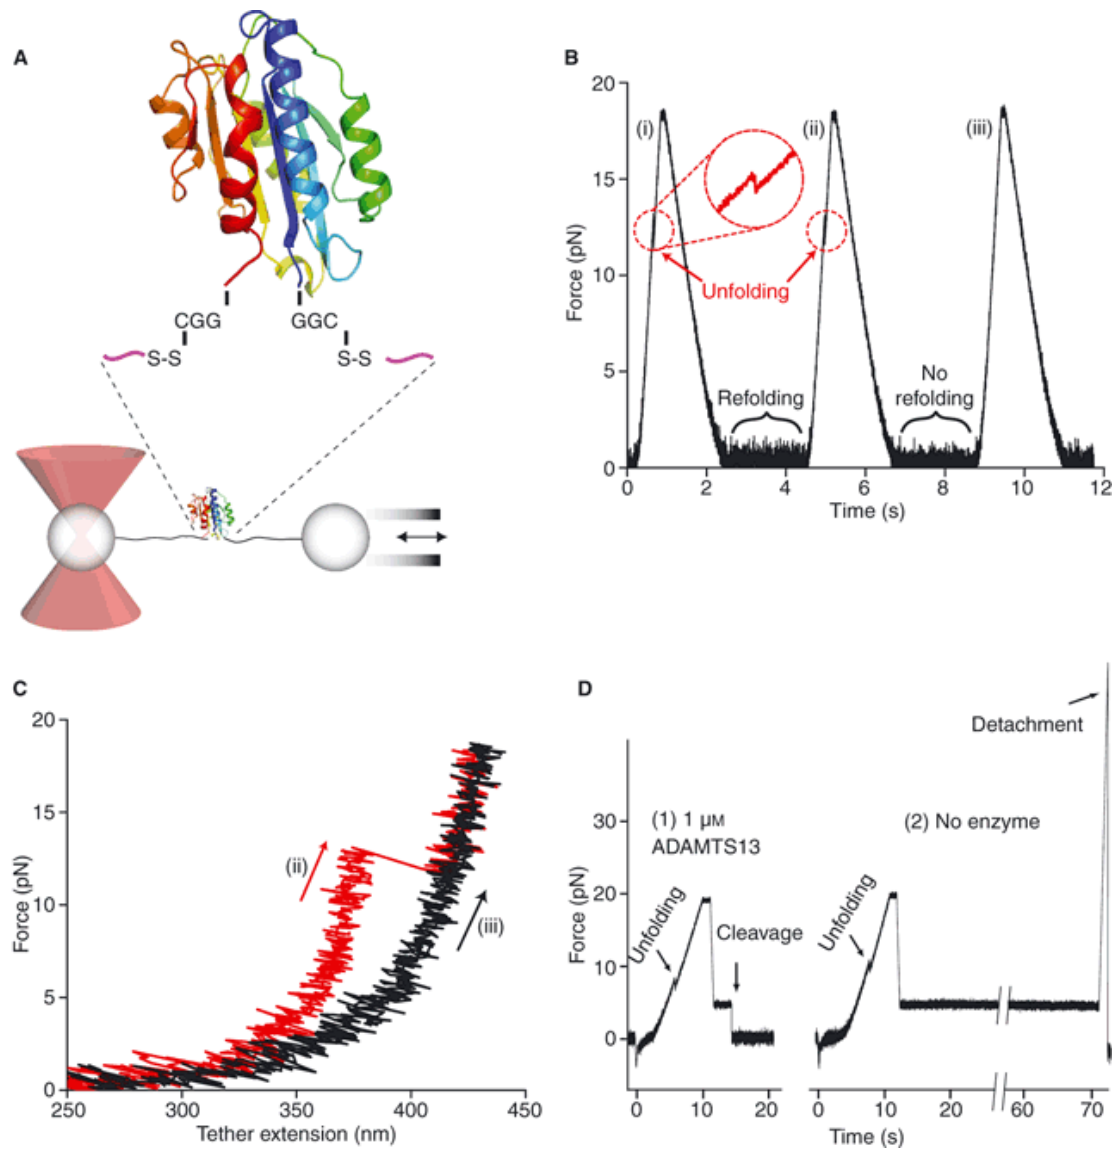 A
CGG
GGC
S-S
S-S
B
Force (pN)
20
15
10
5
0
(i)
(ii)
(iii)
Unfolding
Refolding
No
refolding
0
2
4
6
8
10
12
Time (s)
C
Force (pN)
20
15
10
5
0
(ii)
(iii)
250
300
350
400
450
Tether extension (nm)
D
Detachment
Force (pN)
30
20
10
0
(1) 1 µM
ADAMTS13
(2) No enzyme
Unfolding
Cleavage
Unfolding
0
10
20
0
10
60
70
Time (s)